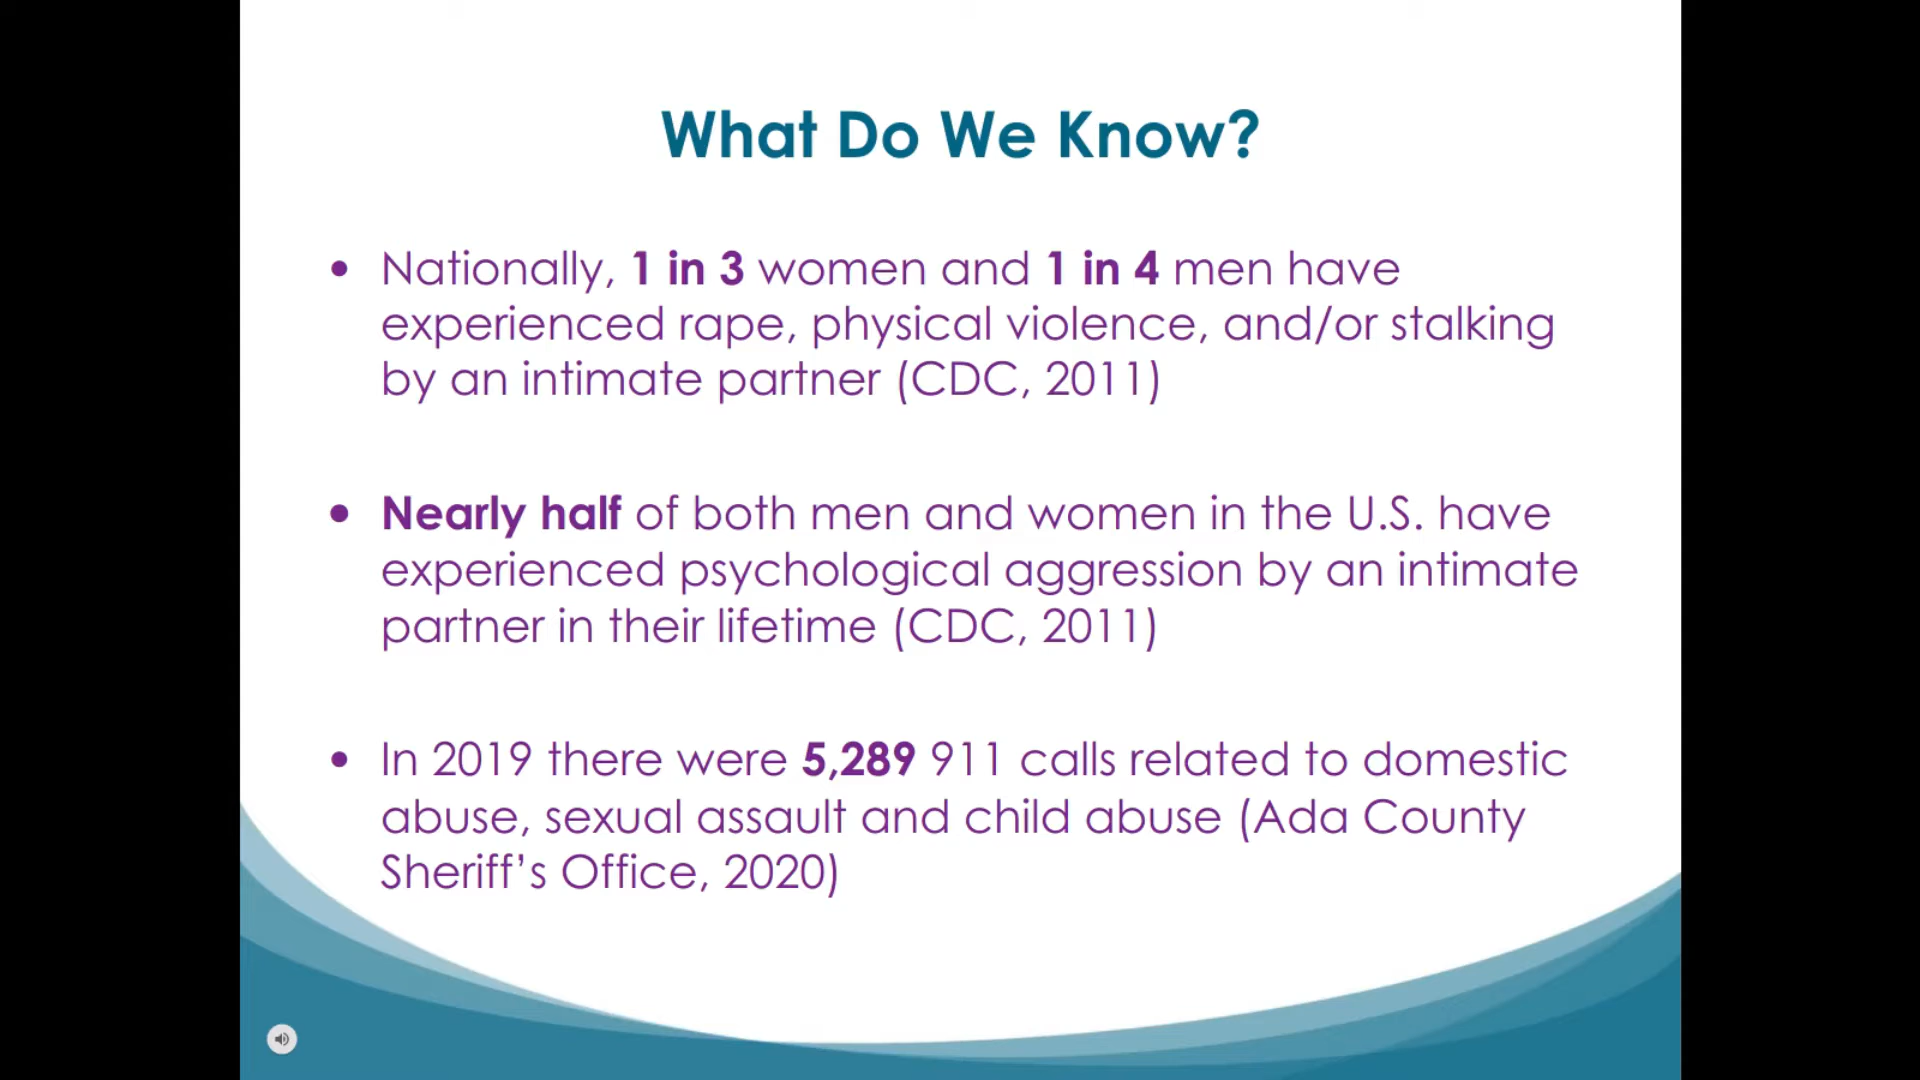 What Do We Know?
• Nationally, 1 in 3 women and 1 in 4 men have
experienced rape, physical violence, and/or stalking
by an intimate partner (CDC, 2011)
• Nearly half of both men and women in the U.S. have
experienced psychological aggression by an intimate
partner in their lifetime (CDC, 2011)
• In 2019 there were 5,289 911 calls related to domestic
abuse, sexual assault and child abuse (Ada County
Sheriff’s Office, 2020)